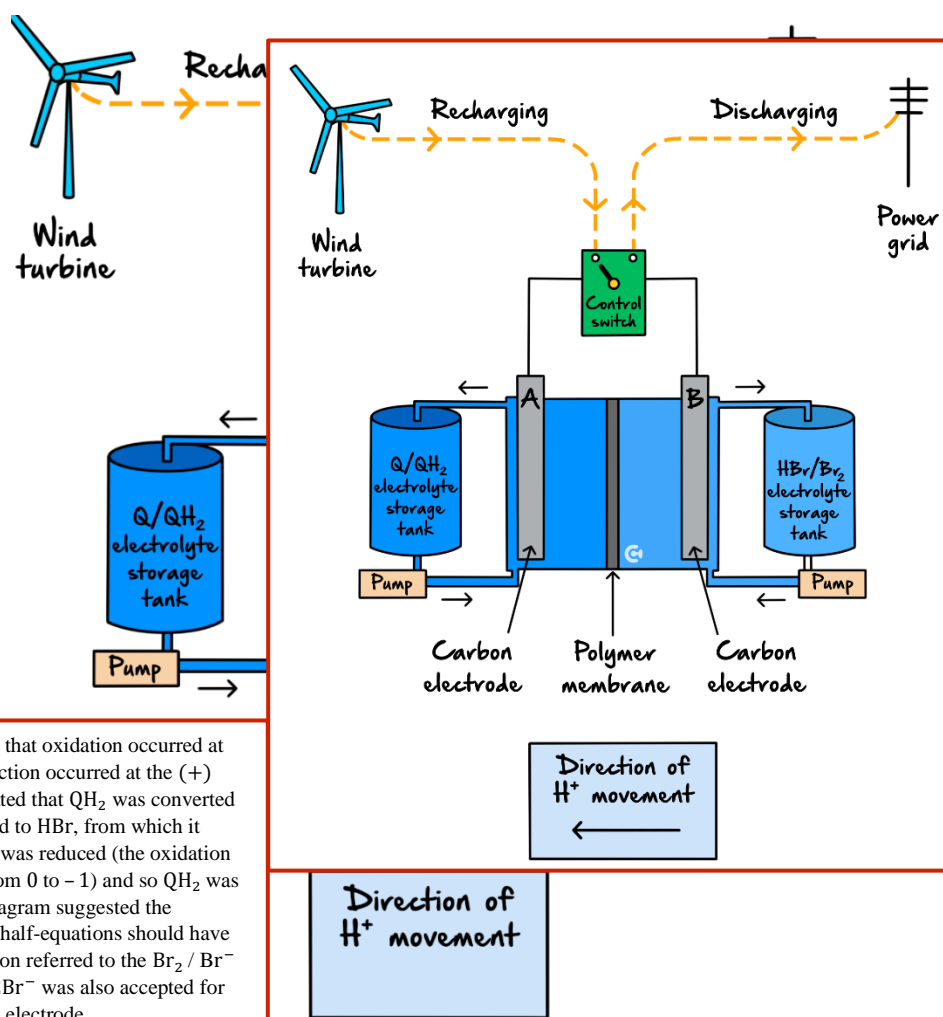 Recha
Wind
turbine
Q/QH₂
electrolyte
storage
tank
Pump
Recharging
Discharging
Wind
turbine
Power
grid
Control
switch
A
B
Q/QH₂
electrolyte
storage
tank
HBr/Br₂
electrolyte
storage
tank
Pump
Pump
Carbon
electrode
Polymer
membrane
Carbon
electrode
Direction of
H⁺ movement
that oxidation occurred at
ction occurred at the (+)
ated that QH₂ was converted
d to HBr, from which it
was reduced (the oxidation
om 0 to – 1) and so QH₂ was
agram suggested the
half-equations should have
on referred to the Br₂ / Br⁻
Br⁻ was also accepted for
electrode
Direction of
H⁺ movement